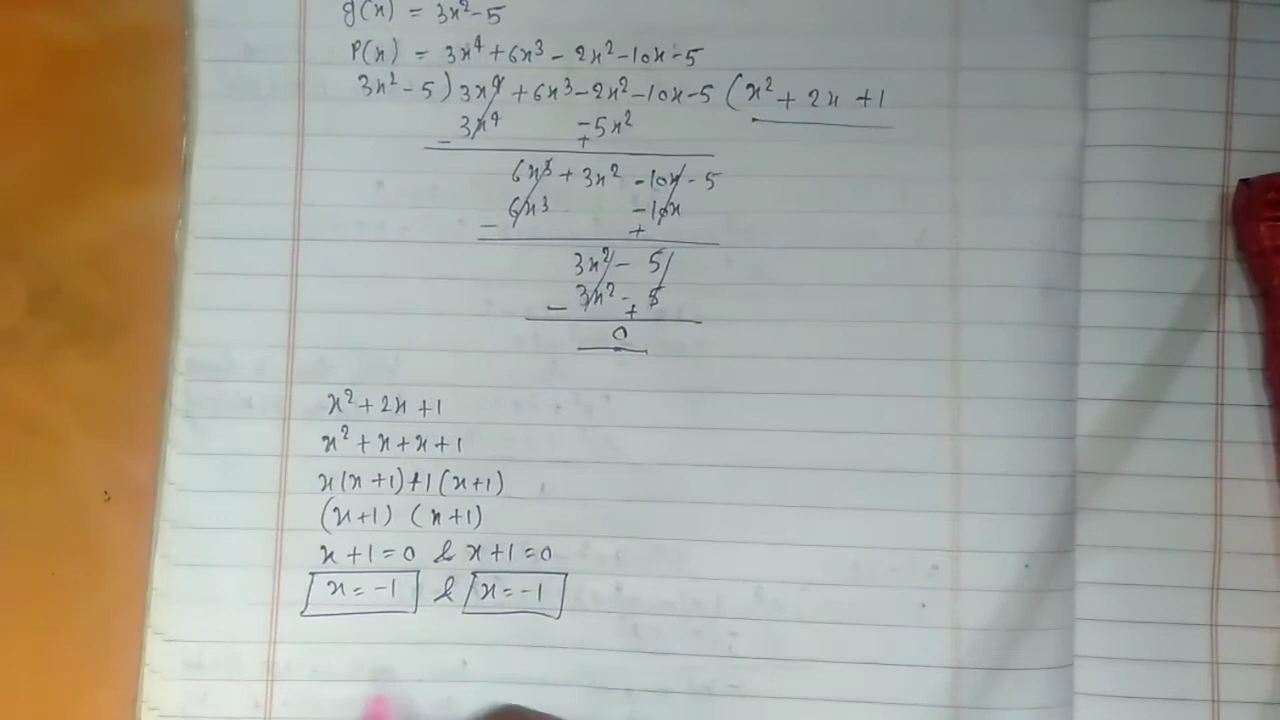 g(x) = 3x² - 5
P(x) = 3x⁴ + 6x³ - 2x² - 10x - 5
3x² - 5 ) 3x⁴ + 6x³ - 2x² - 10x - 5 ( x² + 2x + 1
3x⁴ - 5x²
- +
6x³ + 3x² - 10x - 5
6x³ - 10x
- +
3x² - 5
3x² - 5
- +
0
x² + 2x + 1
x² + x + x + 1
x(x + 1) + 1(x + 1)
(x+1) (x+1)
x + 1 = 0 & x + 1 = 0
x = -1 & x = -1